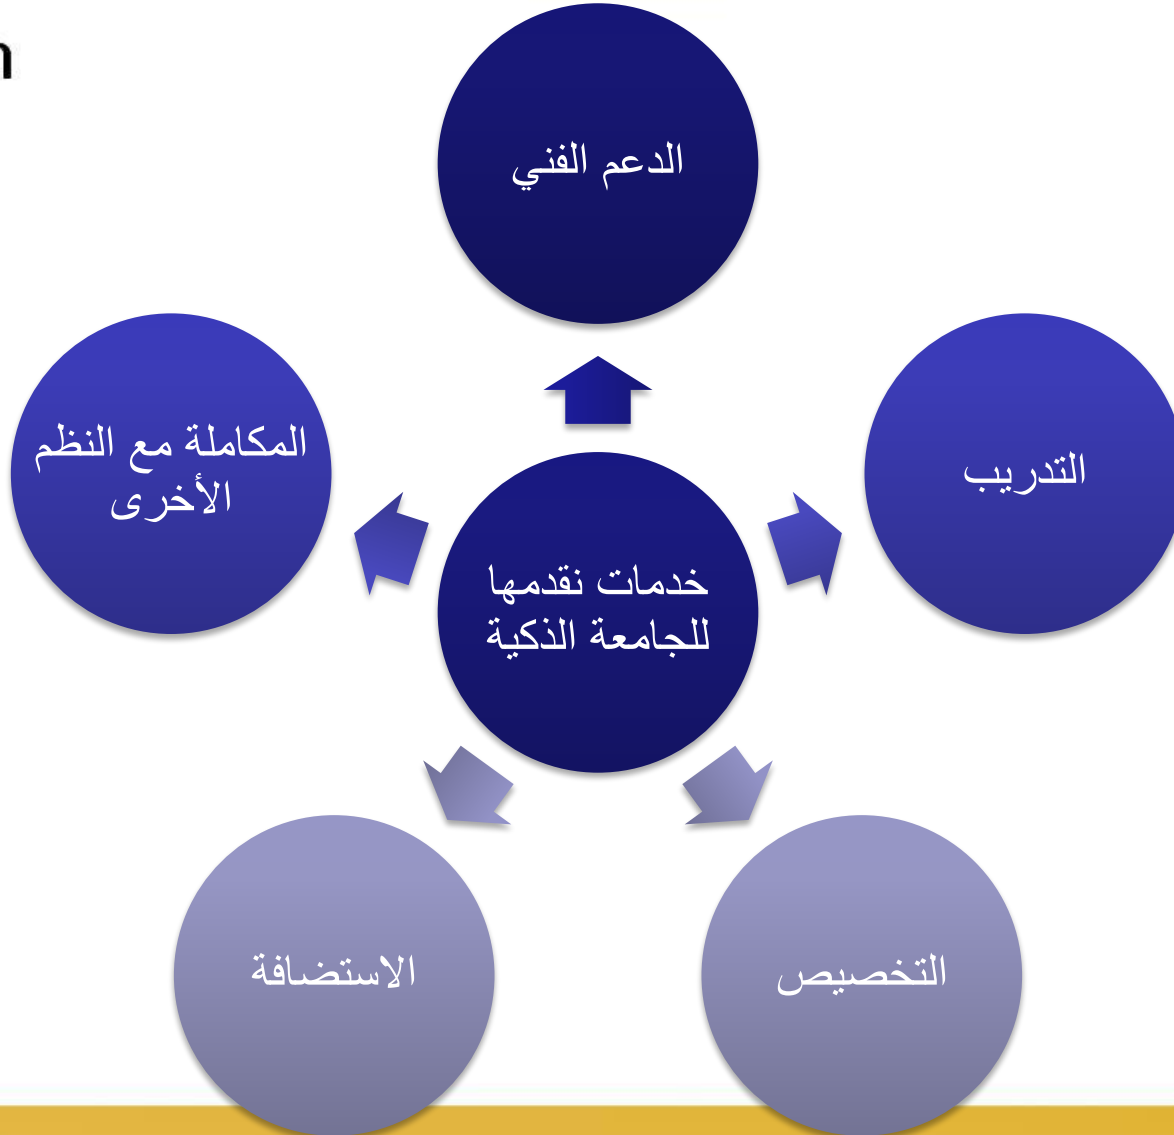 الدعم الفني
المكاملة مع النظم
الأخرى
التدريب
خدمات نقدمها
للجامعة الذكية
الاستضافة
التخصيص